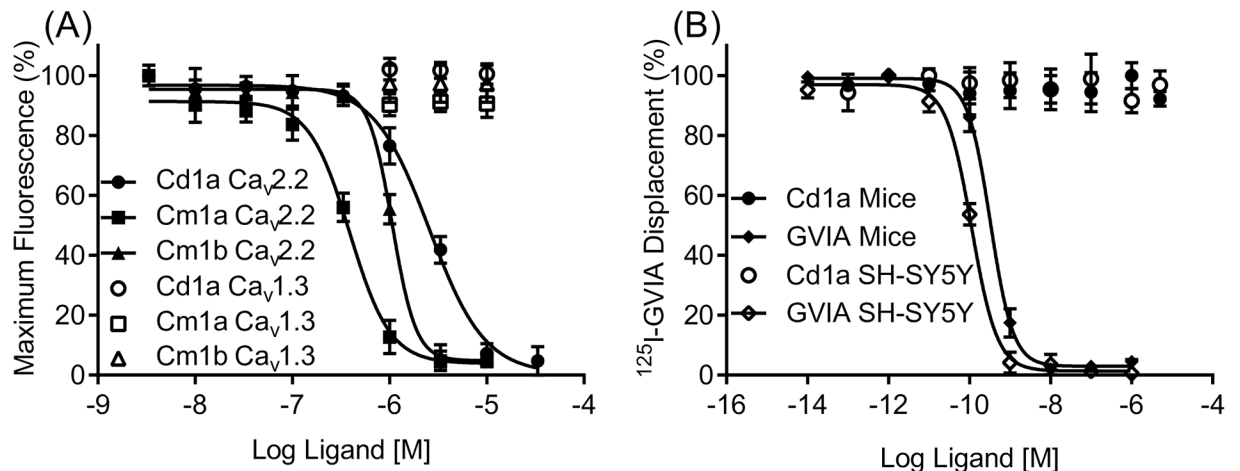 (A)
Maximum Fluorescence (%)
100
80
60
40
20
0
Cd1a Cav2.2
Cm1a Cav2.2
Cm1b Cav2.2
Cd1a Cav1.3
Cm1a Cav1.3
Cm1b Cav1.3
-9 -8 -7 -6 -5 -4
Log Ligand [M]
(B)
125I-GVIA Displacement (%)
100
80
60
40
20
0
Cd1a Mice
GVIA Mice
Cd1a SH-SY5Y
GVIA SH-SY5Y
-16 -14 -12 -10 -8 -6 -4
Log Ligand [M]